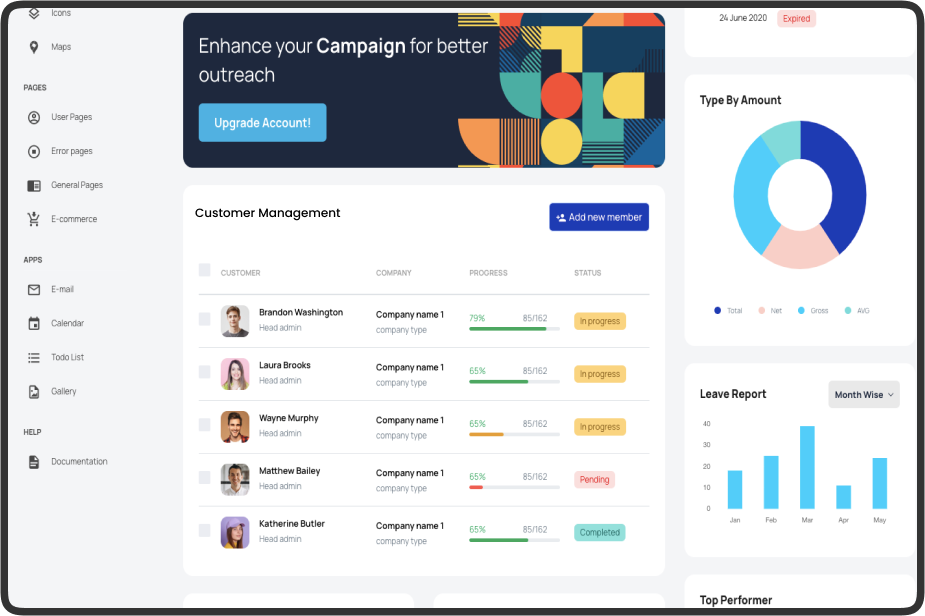 Icons
Maps
PAGES
User Pages
Error pages
General Pages
E-commerce
APPS
E-mail
Calendar
Todo List
Gallery
HELP
Documentation
Enhance your Campaign for better
outreach
Upgrade Account!
Customer Management
Add new member
CUSTOMER COMPANY PROGRESS STATUS
Brandon Washington
Head admin
Company name 1
company type
79% 85/162
In progress
Laura Brooks
Head admin
Company name 1
company type
65% 85/162
In progress
Wayne Murphy
Head admin
Company name 1
company type
65% 85/162
In progress
Matthew Bailey
Head admin
Company name 1
company type
65% 85/162
Pending
Katherine Butler
Head admin
Company name 1
company type
65% 85/162
Completed
24 June 2020 Expired
Type By Amount
Total Net Gross AVG
Leave Report
Month Wise
40
30
20
10
0
Jan Feb Mar Apr May
Top Performer